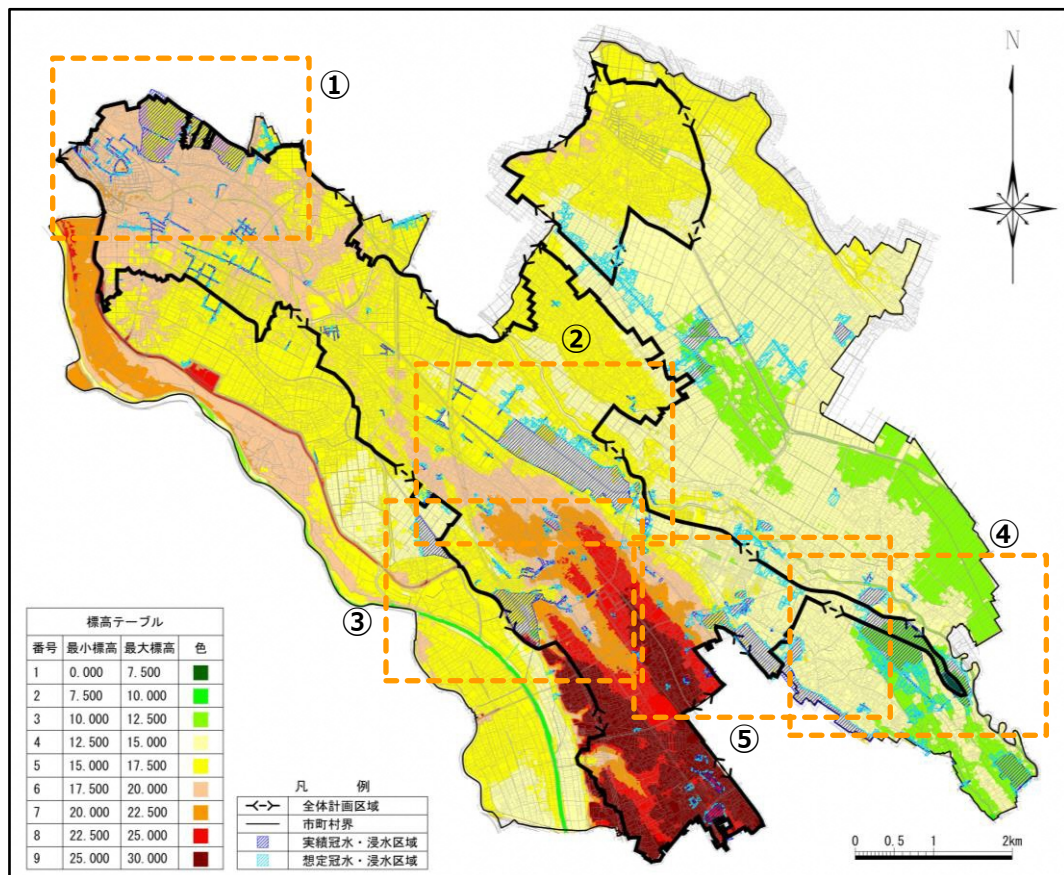 N
①
②
③
④
⑤
標高テーブル
番号 最小標高 最大標高 色
1 0.000 7.500
2 7.500 10.000
3 10.000 12.500
4 12.500 15.000
5 15.000 17.500
6 17.500 20.000
7 20.000 22.500
8 22.500 25.000
9 25.000 30.000
凡 例
全体計画区域
市町村界
実績冠水・浸水区域
想定冠水・浸水区域
0 0.5 1 2km